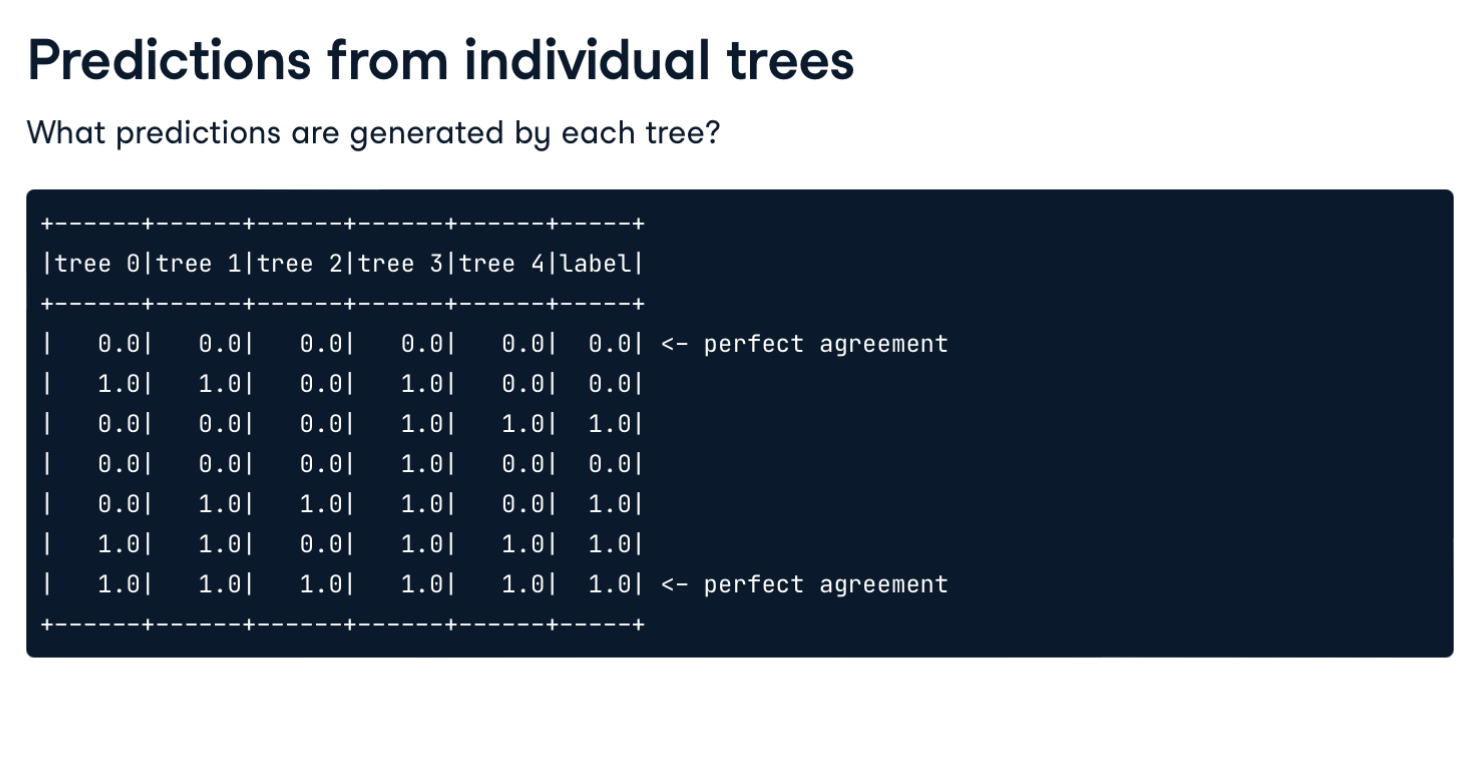 Predictions from individual trees
What predictions are generated by each tree?
+------+------+------+------+------+-----+
|tree 0|tree 1|tree 2|tree 3|tree 4|label|
+------+------+------+------+------+-----+
|   0.0|   0.0|   0.0|   0.0|   0.0|  0.0| <- perfect agreement
|   1.0|   1.0|   0.0|   1.0|   0.0|  0.0|
|   0.0|   0.0|   0.0|   1.0|   1.0|  1.0|
|   0.0|   0.0|   0.0|   1.0|   0.0|  0.0|
|   0.0|   1.0|   1.0|   1.0|   0.0|  1.0|
|   1.0|   1.0|   0.0|   1.0|   1.0|  1.0|
|   1.0|   1.0|   1.0|   1.0|   1.0|  1.0| <- perfect agreement
+------+------+------+------+------+-----+